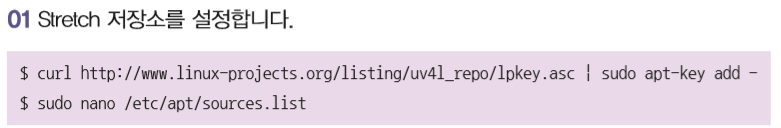 01 Stretch 저장소를 설정합니다.
$ curl http://www.linux-projects.org/listing/uv4l_repo/lpkey.asc | sudo apt-key add -
$ sudo nano /etc/apt/sources.list